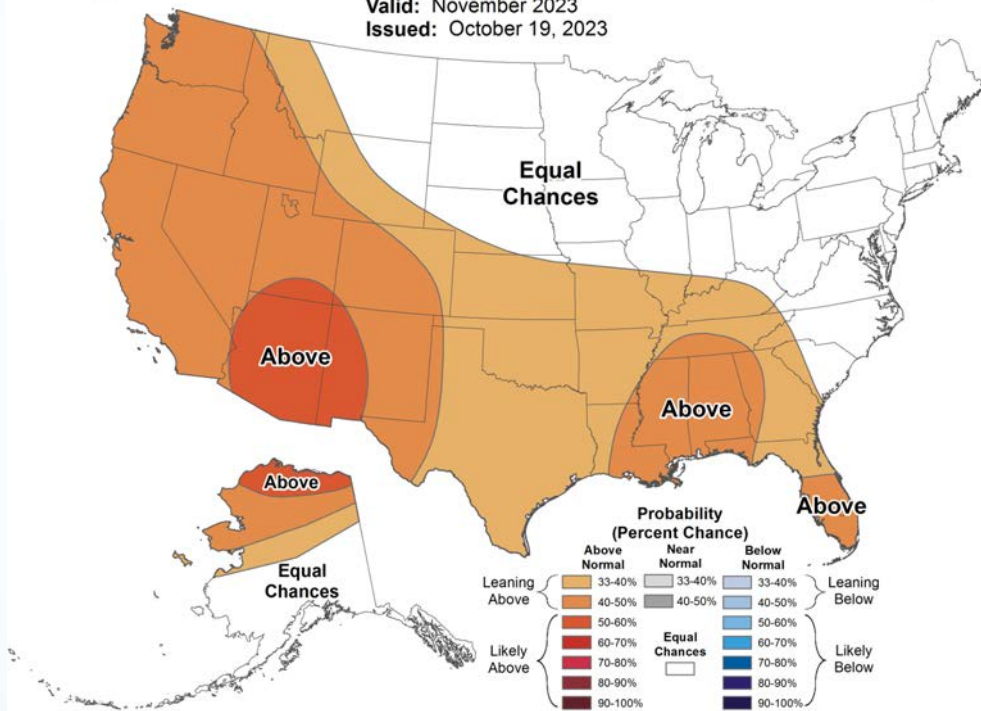 Valid: November 2023
Issued: October 19, 2023
Equal
Chances
Above
Above
Above
Above
Equal
Chances
Probability
(Percent Chance)
Above
Normal
Near
Normal
Below
Normal
Leaning
Above
33-40%
40-50%
33-40%
40-50%
33-40%
40-50%
Leaning
Below
Likely
Above
50-60%
60-70%
70-80%
80-90%
90-100%
Equal
Chances
50-60%
60-70%
70-80%
80-90%
90-100%
Likely
Below